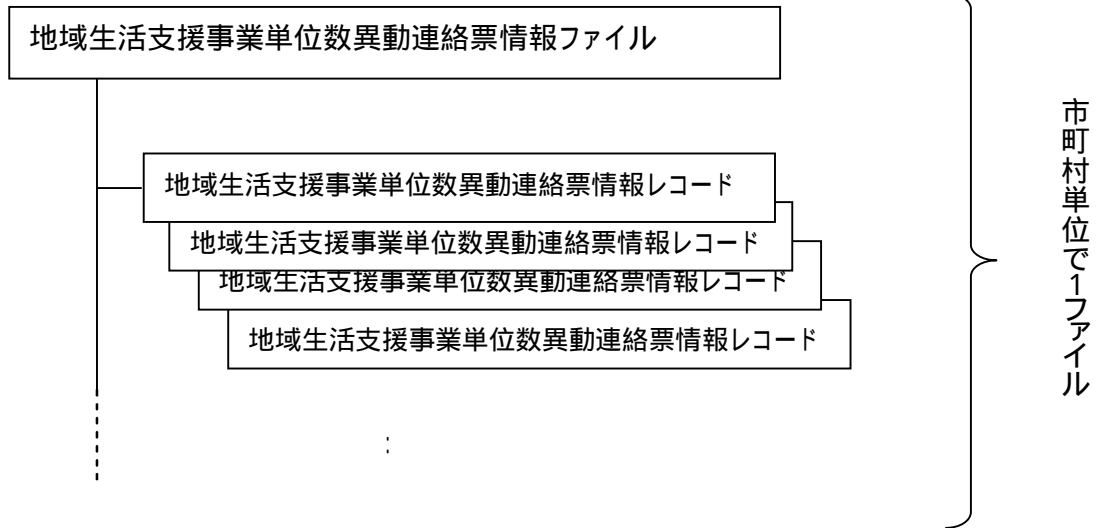 地域生活支援事業単位数異動連絡票情報ファイル
地域生活支援事業単位数異動連絡票情報レコード
地域生活支援事業単位数異動連絡票情報レコード
地域生活支援事業単位数異動連絡票情報レコード
地域生活支援事業単位数異動連絡票情報レコード
:
市町村単位で1ファイル